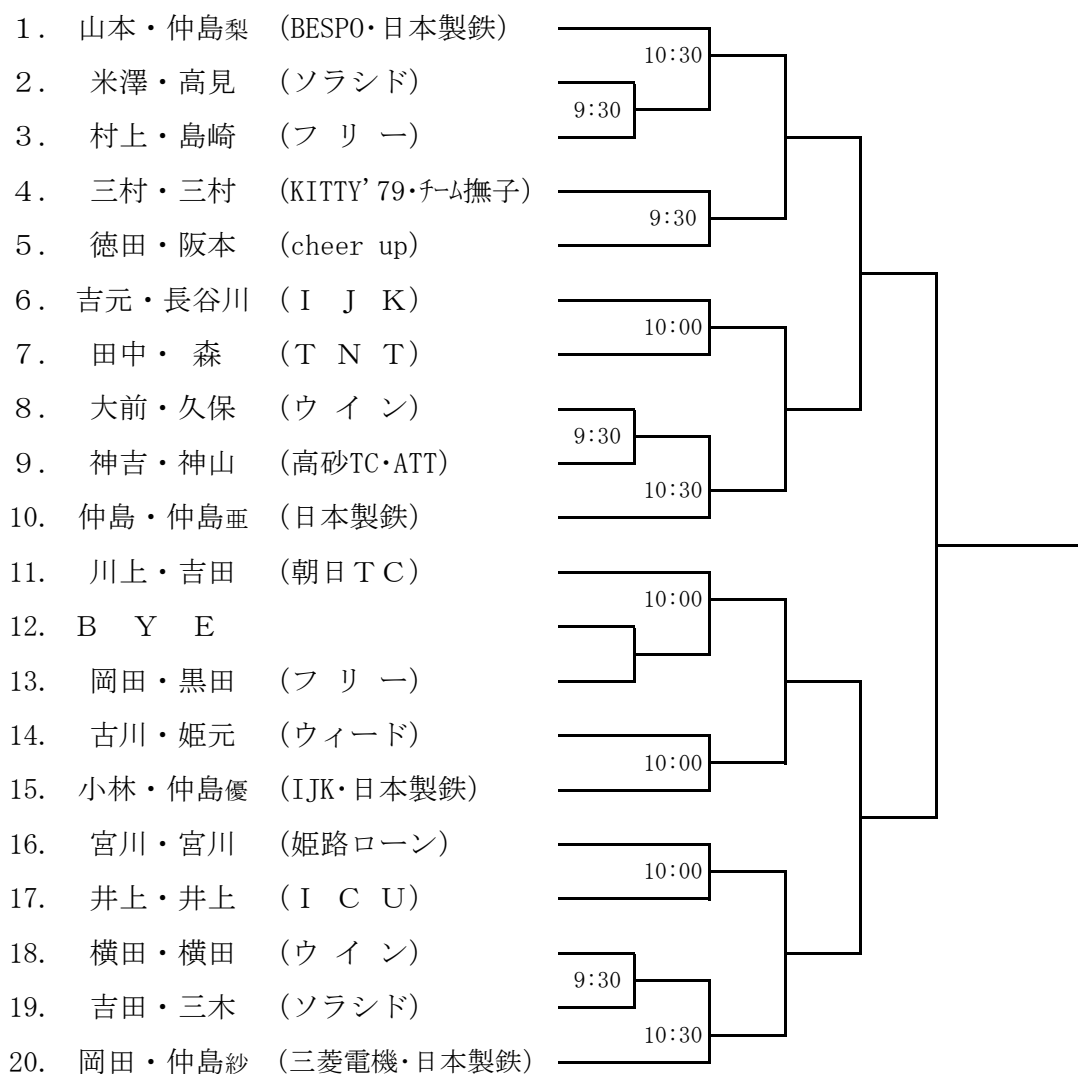 １. 山本・仲島梨 (BESPO・日本製鉄)
10:30
２. 米澤・高見 (ソラシド)
9:30
３. 村上・島崎 (フ リ ー)
４. 三村・三村 (KITTY'79・チーム撫子)
9:30
５. 徳田・阪本 (cheer up)
６. 吉元・長谷川 (Ｉ Ｊ Ｋ)
10:00
７. 田中・ 森 (Ｔ Ｎ Ｔ)
８. 大前・久保 (ウ イ ン)
9:30
９. 神吉・神山 (高砂TC・ATT)
10:30
10. 仲島・仲島亜 (日本製鉄)
11. 川上・吉田 (朝日ＴＣ)
10:00
12. Ｂ Ｙ Ｅ
13. 岡田・黒田 (フ リ ー)
14. 古川・姫元 (ウィード)
10:00
15. 小林・仲島優 (IJK・日本製鉄)
16. 宮川・宮川 (姫路ローン)
10:00
17. 井上・井上 (Ｉ Ｃ Ｕ)
18. 横田・横田 (ウ イ ン)
9:30
19. 吉田・三木 (ソラシド)
10:30
20. 岡田・仲島紗 (三菱電機・日本製鉄)